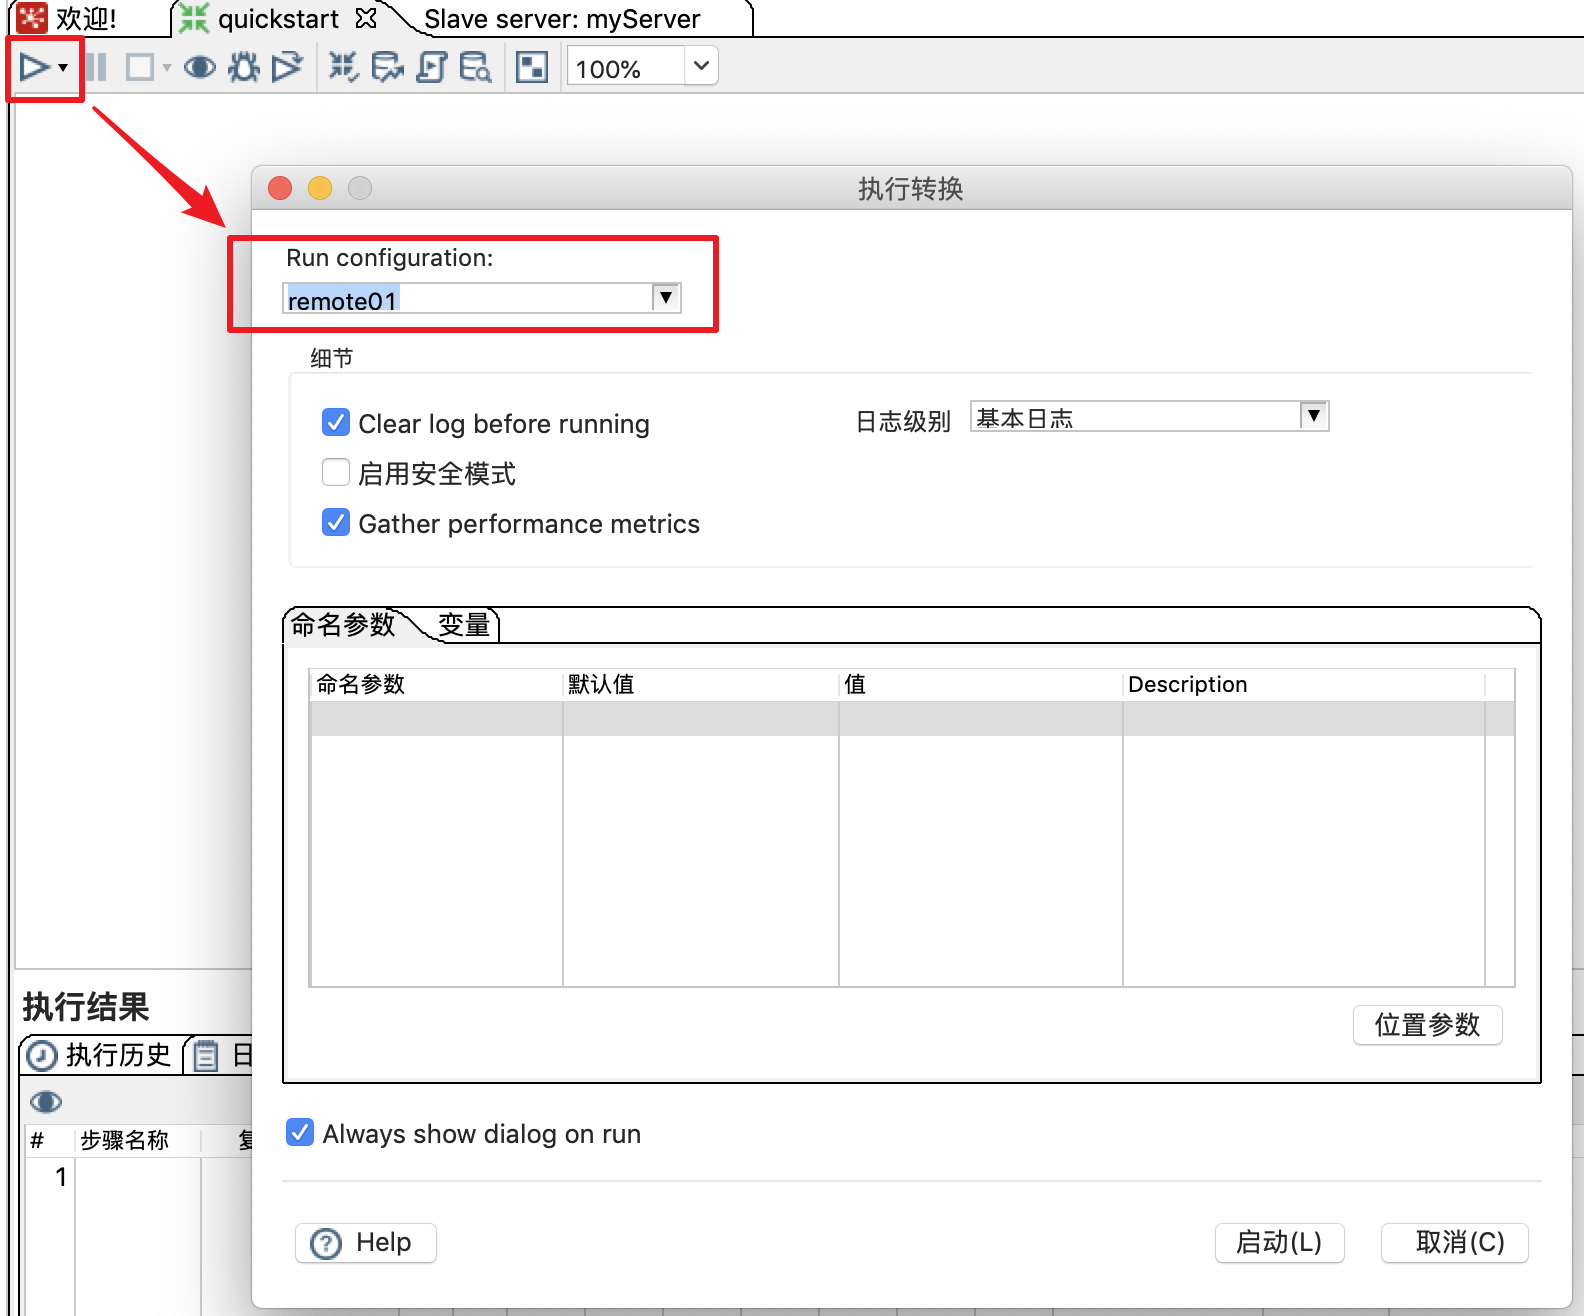 欢迎!
quickstart
Slave server: myServer
100%
执行转换
Run configuration:
remote01
细节
Clear log before running
日志级别
基本日志
启用安全模式
Gather performance metrics
命名参数
变量
命名参数 默认值 值 Description
位置参数
执行结果
执行历史
日
# 步骤名称
1
Always show dialog on run
Help
启动(L)
取消(C)